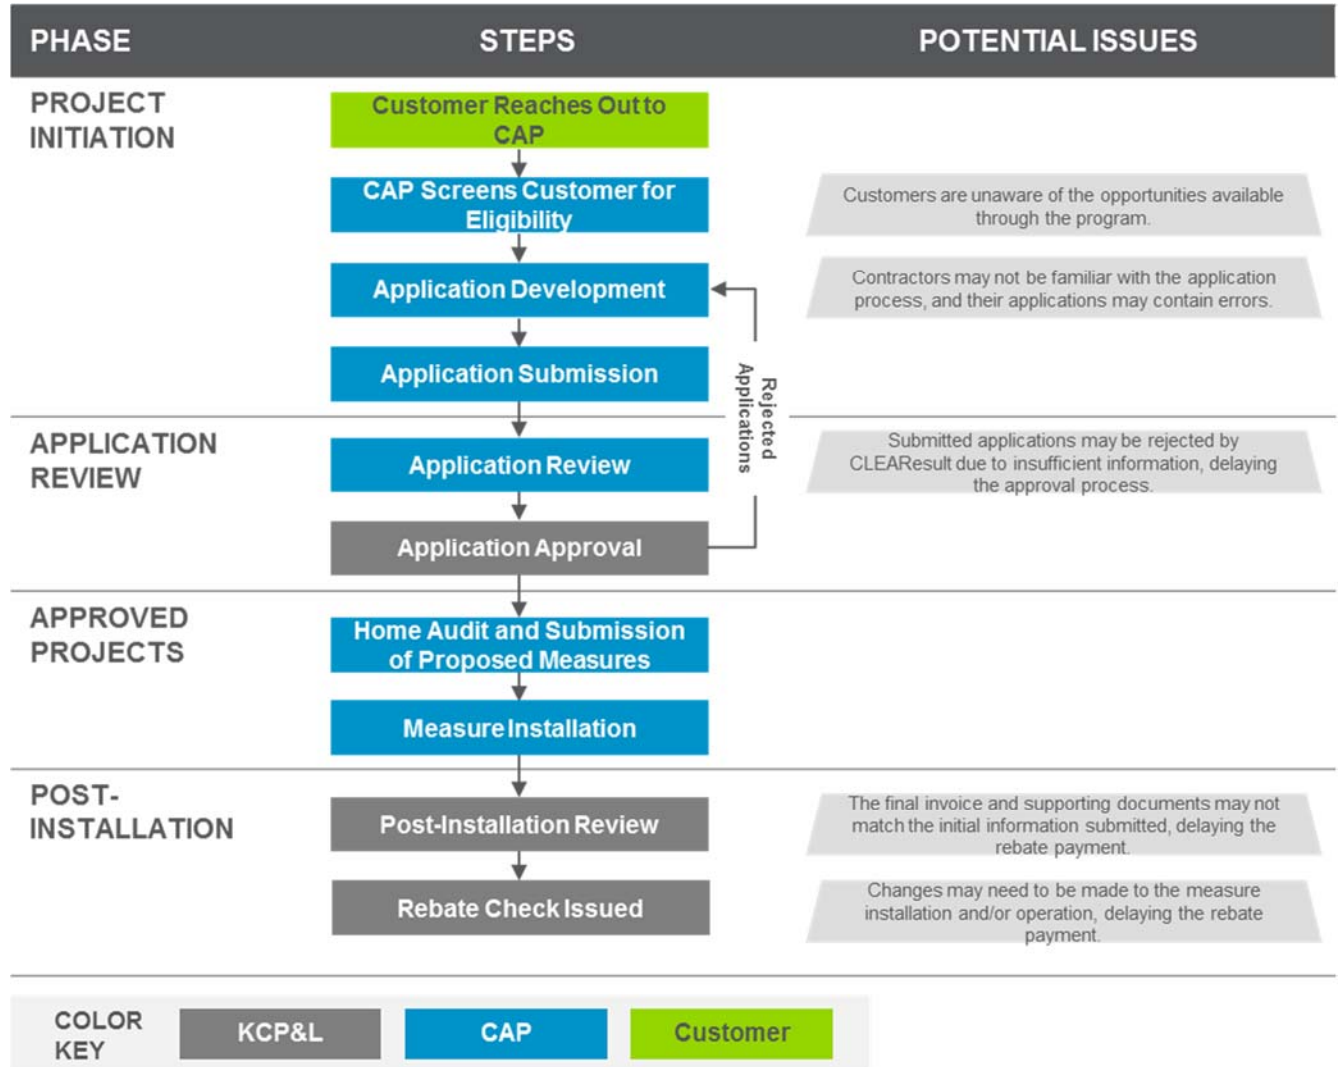 PHASE
STEPS
POTENTIAL ISSUES
PROJECT
INITIATION
Customer Reaches Out to
CAP
CAP Screens Customer for
Eligibility
Customers are unaware of the opportunities available
through the program.
Application Development
Contractors may not be familiar with the application
process, and their applications may contain errors.
Application Submission
Rejected
Applications
APPLICATION
REVIEW
Application Review
Submitted applications may be rejected by
CLEAResult due to insufficient information, delaying
the approval process.
Application Approval
APPROVED
PROJECTS
Home Audit and Submission
of Proposed Measures
Measure Installation
POST-
INSTALLATION
Post-Installation Review
The final invoice and supporting documents may not
match the initial information submitted, delaying the
rebate payment.
Rebate Check Issued
Changes may need to be made to the measure
installation and/or operation, delaying the rebate
payment.
COLOR
KEY
KCP&L
CAP
Customer